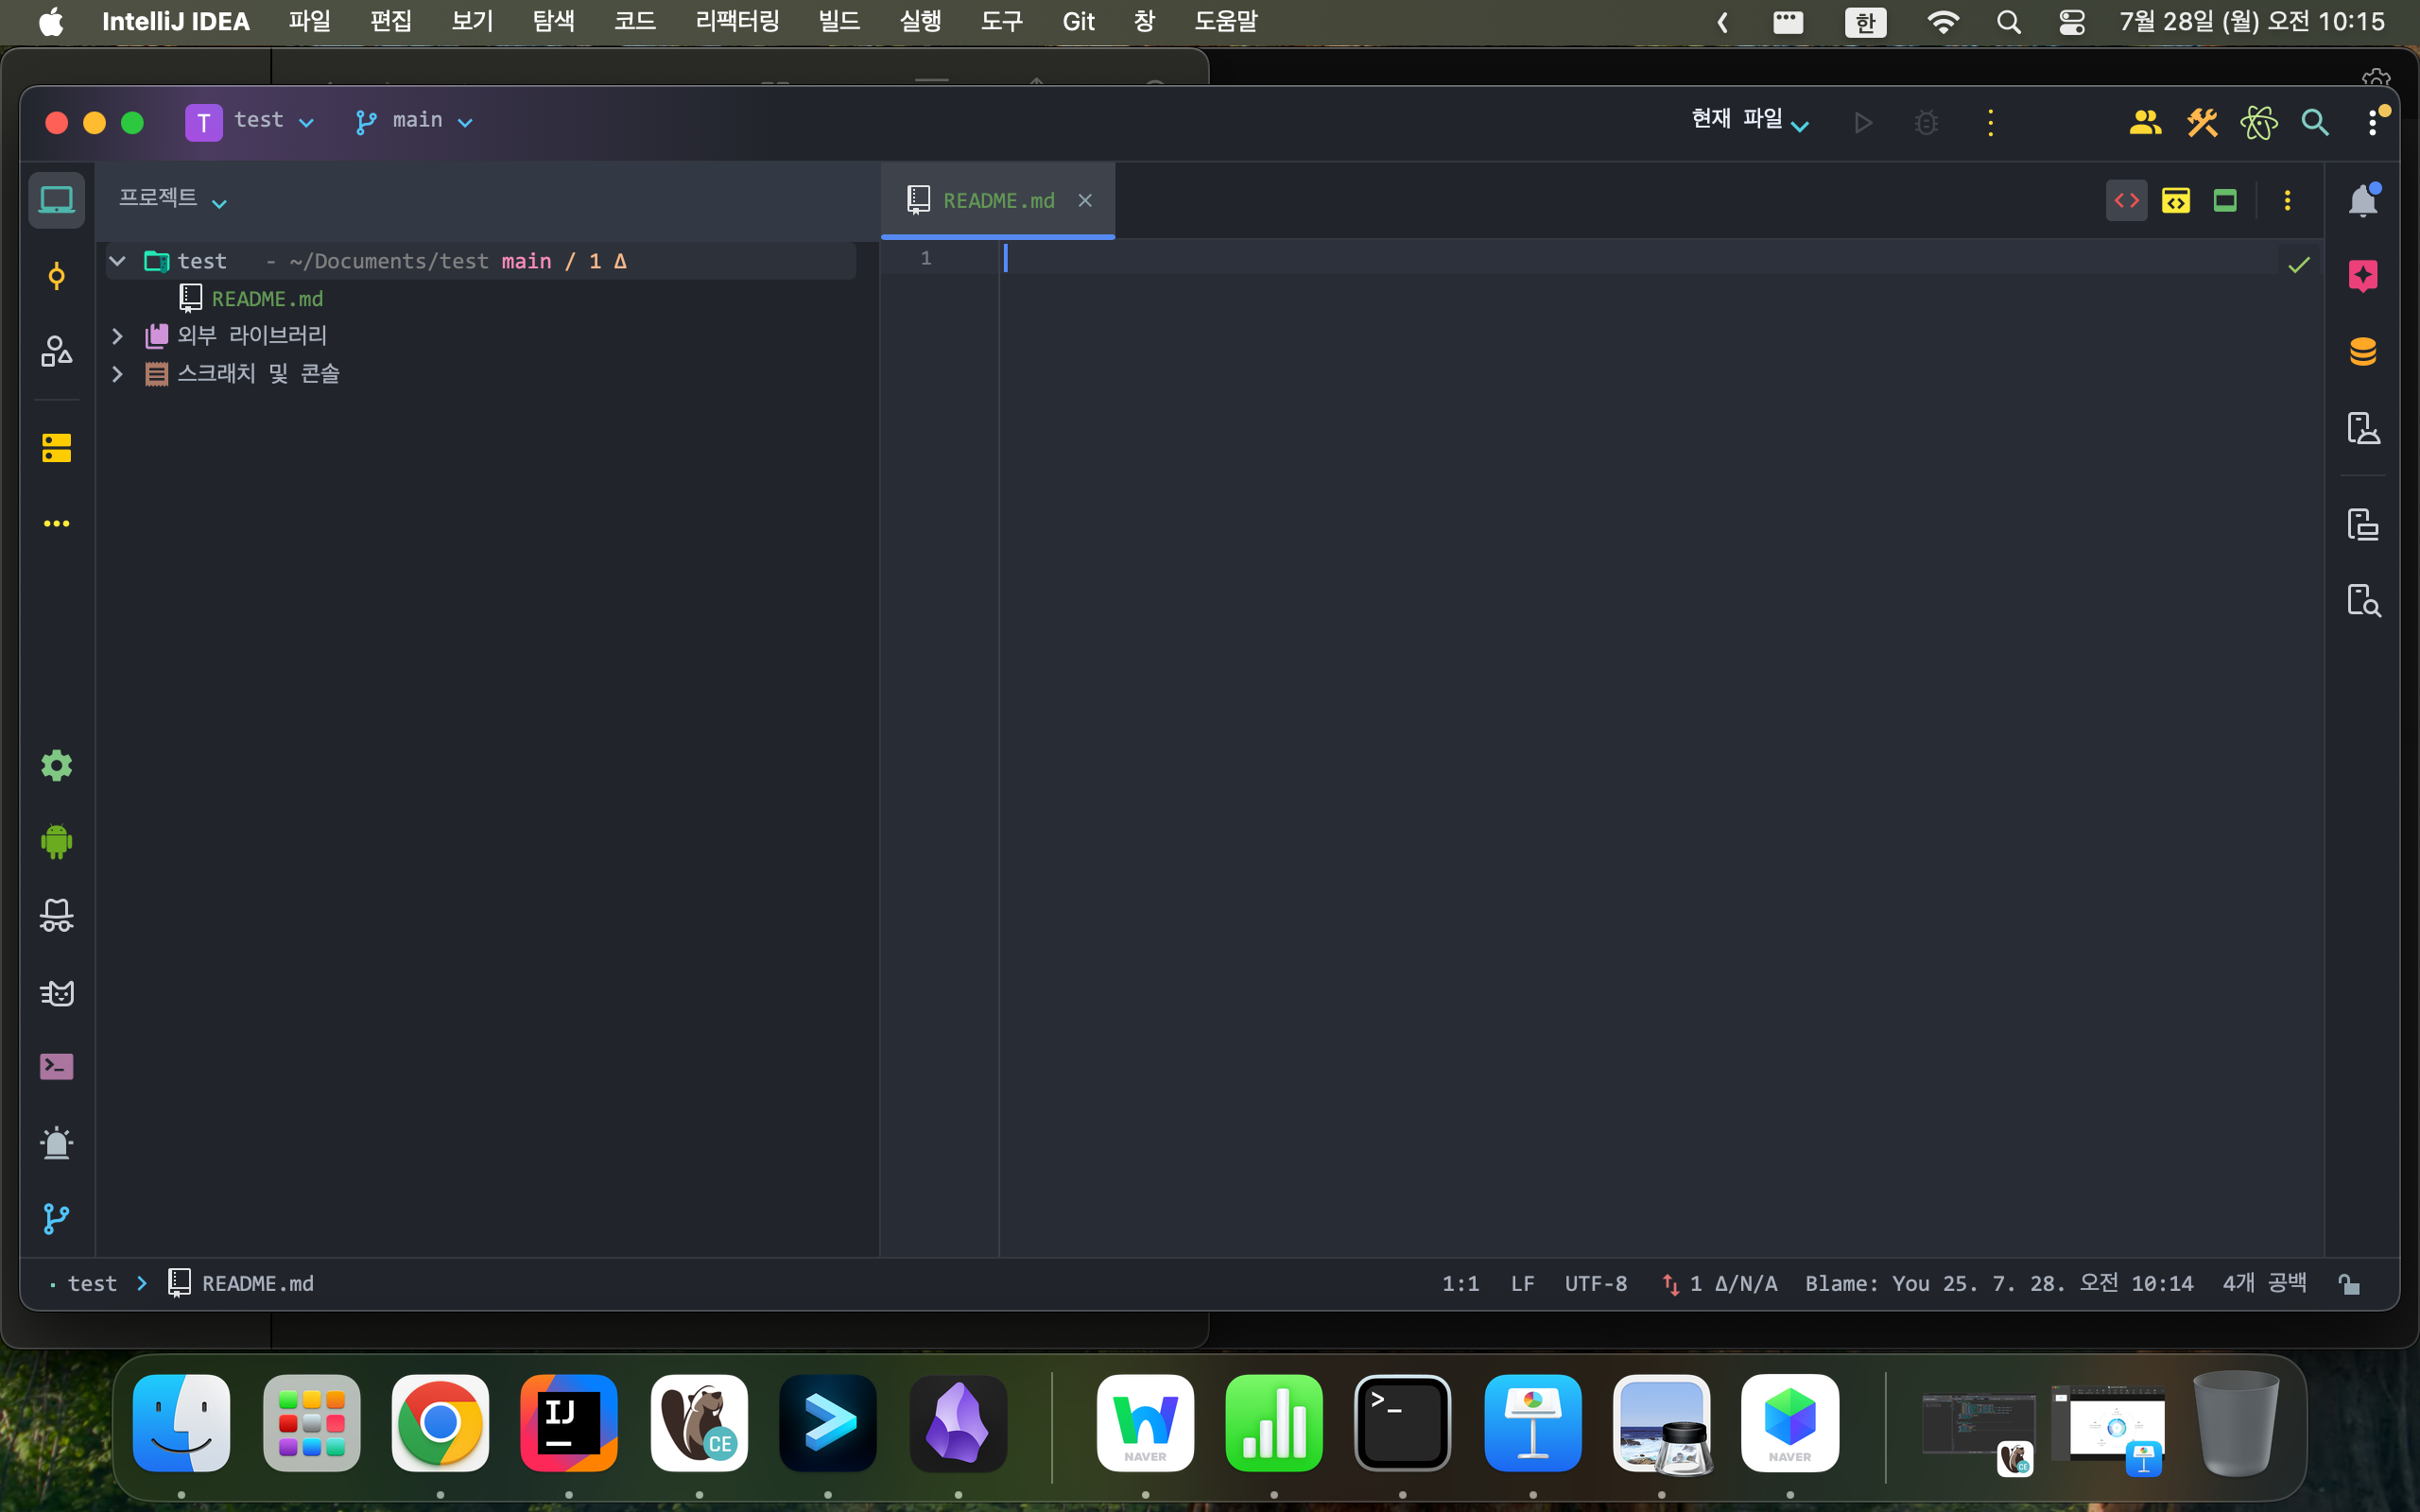 IntelliJ IDEA 파일 편집 보기 탐색 코드 리팩터링 빌드 실행 도구 Git 창 도움말 한 7월 28일 (월) 오전 10:15
T test main 현재 파일
프로젝트 README.md
test - ~/Documents/test main / 1 Δ 1
README.md
외부 라이브러리
스크래치 및 콘솔
test README.md 1:1 LF UTF-8 1 Δ/N/A Blame: You 25. 7. 28. 오전 10:14 4개 공백
IJ CE NAVER >_ NAVER CE